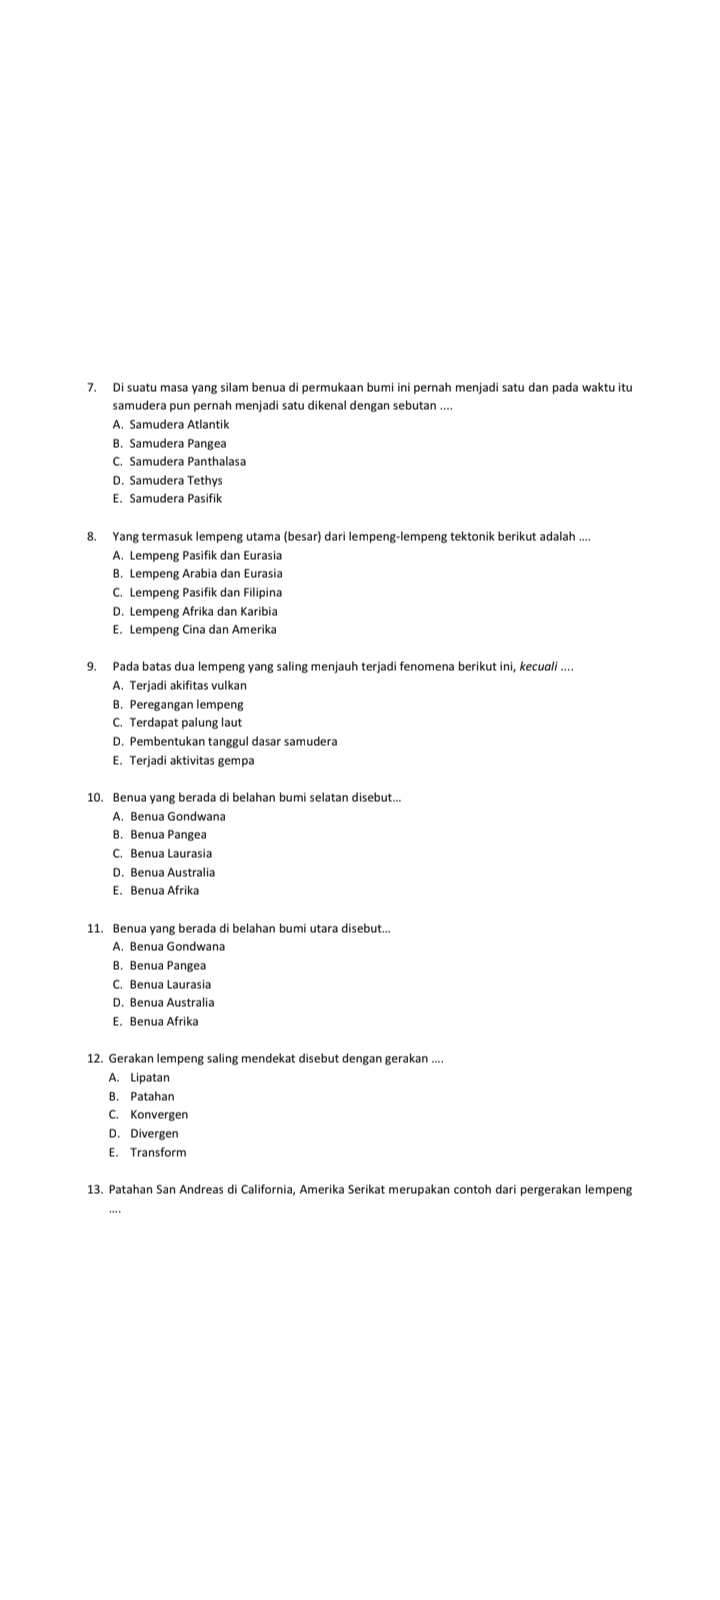 7. Di suatu masa yang silam benua di permukaan bumi ini pernah menjadi satu dan pada waktu itu
samudera pun pernah menjadi satu dikenal dengan sebutan ....
A. Samudera Atlantik
B. Samudera Pangea
C. Samudera Panthalasa
D. Samudera Tethys
E. Samudera Pasifik
8. Yang termasuk lempeng utama (besar) dari lempeng-lempeng tektonik berikut adalah ....
A. Lempeng Pasifik dan Eurasia
B. Lempeng Arabia dan Eurasia
C. Lempeng Pasifik dan Filipina
D. Lempeng Afrika dan Karibia
E. Lempeng Cina dan Amerika
9. Pada batas dua lempeng yang saling menjauh terjadi fenomena berikut ini, kecuali ....
A. Terjadi akifitas vulkan
B. Peregangan lempeng
C. Terdapat palung laut
D. Pembentukan tanggul dasar samudera
E. Terjadi aktivitas gempa
10. Benua yang berada di belahan bumi selatan disebut...
A. Benua Gondwana
B. Benua Pangea
C. Benua Laurasia
D. Benua Australia
E. Benua Afrika
11. Benua yang berada di belahan bumi utara disebut...
A. Benua Gondwana
B. Benua Pangea
C. Benua Laurasia
D. Benua Australia
E. Benua Afrika
12. Gerakan lempeng saling mendekat disebut dengan gerakan ....
A. Lipatan
B. Patahan
C. Konvergen
D. Divergen
E. Transform
13. Patahan San Andreas di California, Amerika Serikat merupakan contoh dari pergerakan lempeng
....